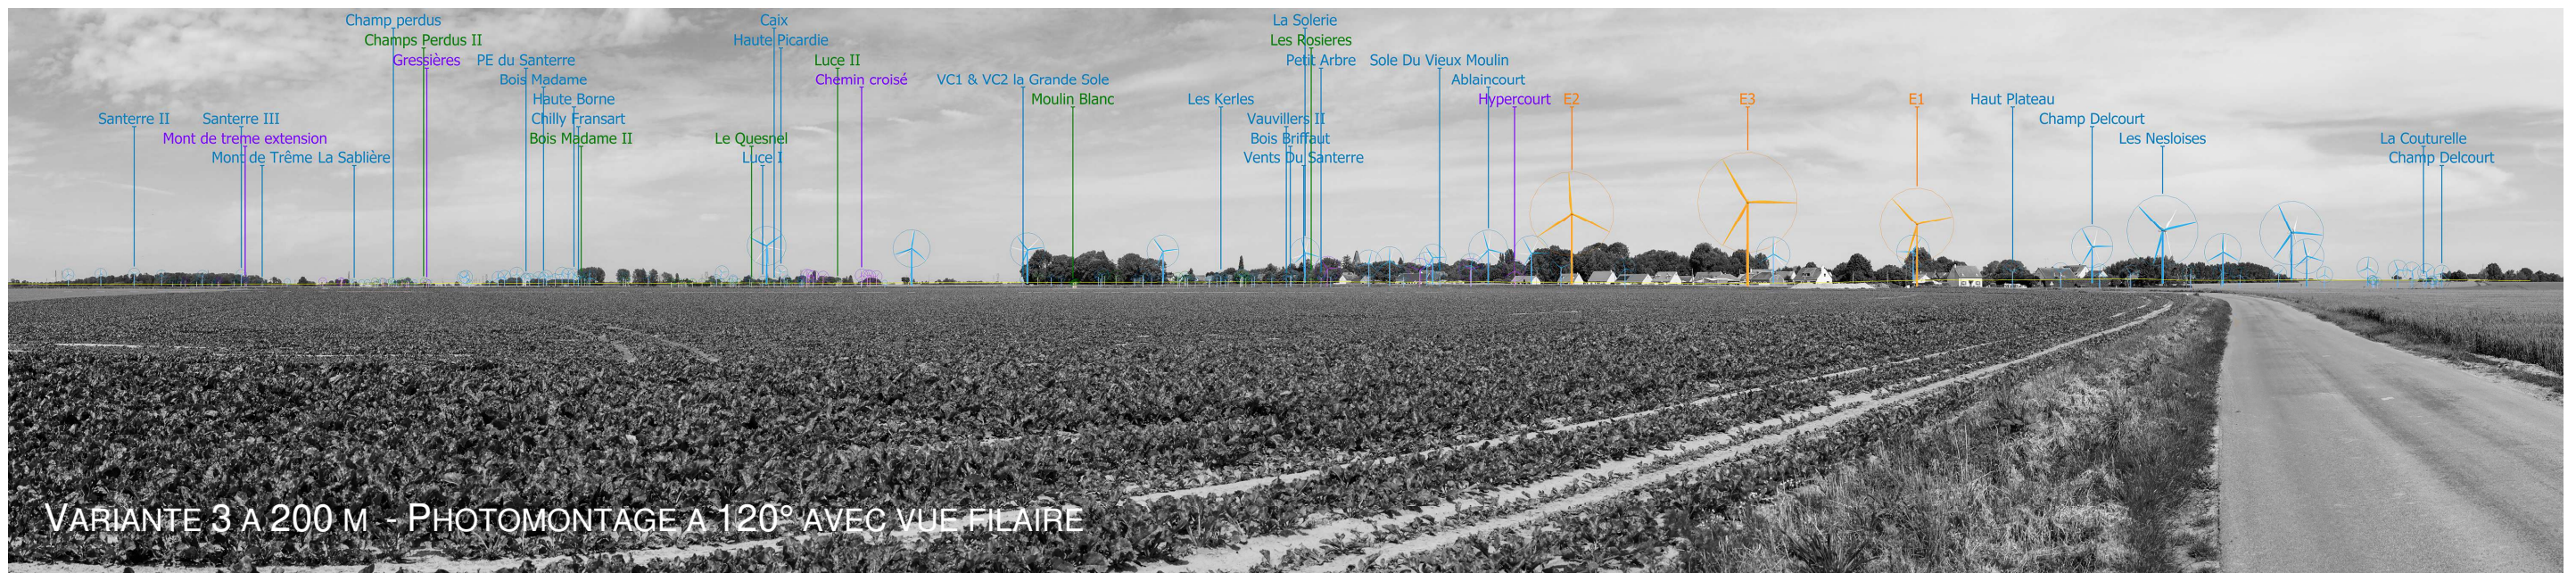 Champ perdus
Caix
La Solerie
Champs Perdus II
Haute Picardie
Les Rosieres
Gressières
PE du Santerre
Luce II
Petit Arbre
Sole Du Vieux Moulin
Bois Madame
Chemin croisé
VC1 & VC2 la Grande Sole
Ablaincourt
Haute Borne
Moulin Blanc
Les Kerles
Hypercourt
E2
E3
E1
Haut Plateau
Santerre II
Santerre III
Chilly Fransart
Vauvillers II
Champ Delcourt
Mont de treme extension
Bois Madame II
Le Quesnel
Bois Briffaut
Les Nesloises
La Couturelle
Mont de Trême
La Sablière
Luce I
Vents Du Santerre
Champ Delcourt
VARIANTE 3 A 200 M - PHOTOMONTAGE A 120° AVEC VUE FILAIRE